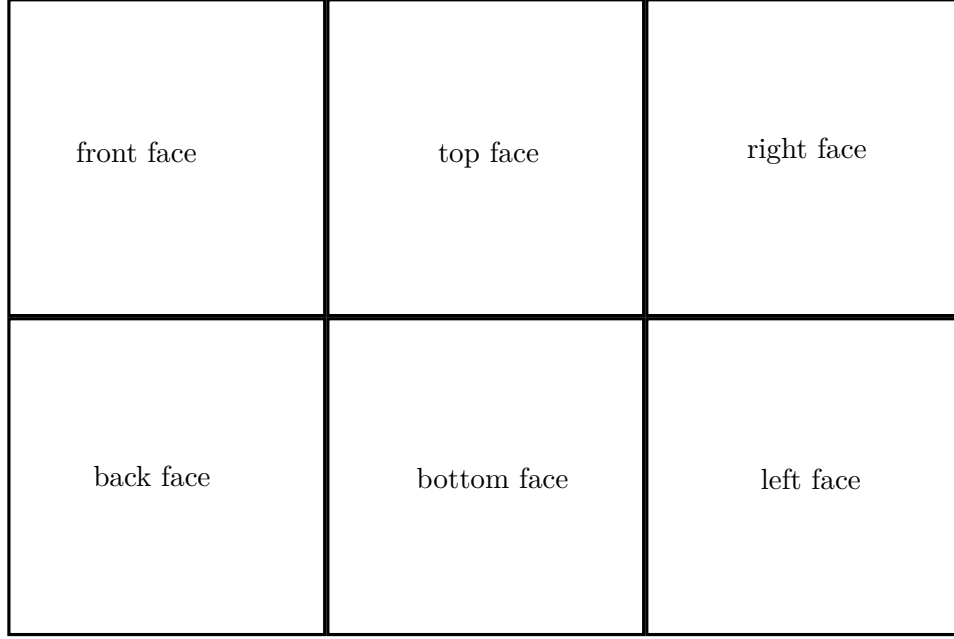 front face
top face
right face
back face
bottom face
left face